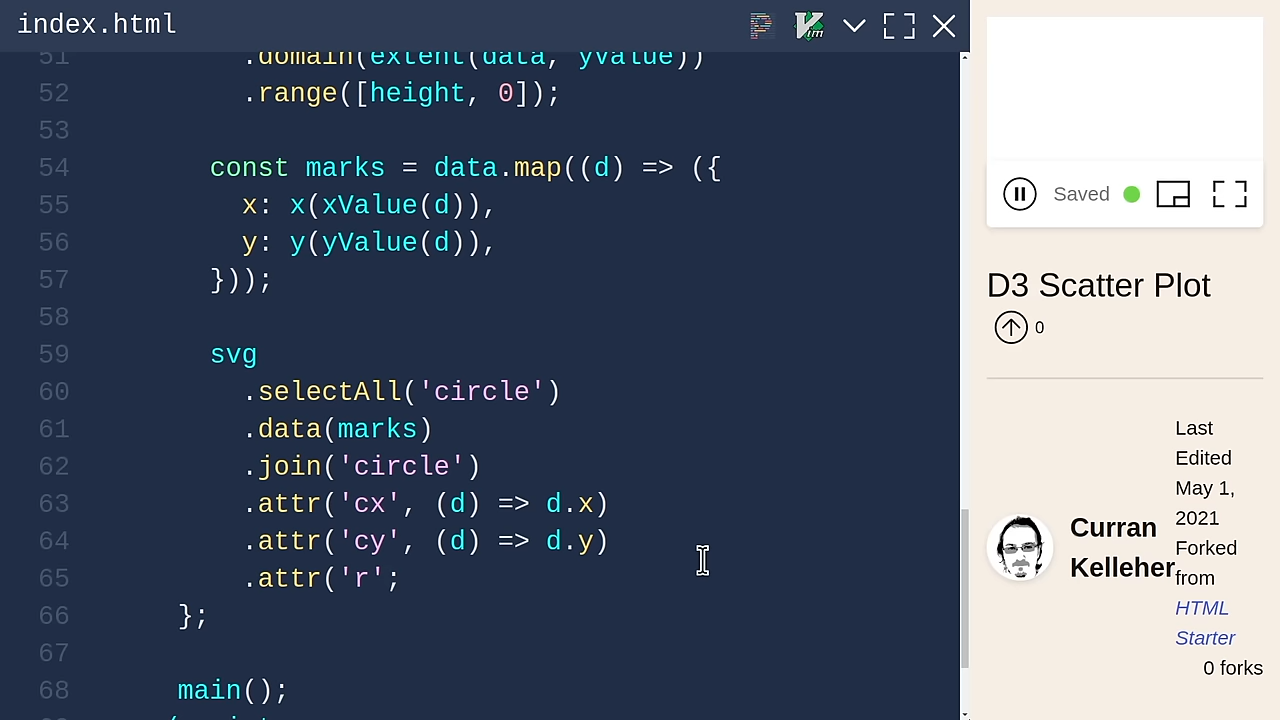 index.html
51 .domain(extent(data, yValue))
52 .range([height, 0]);
53
54 const marks = data.map((d) => ({
55 x: x(xValue(d)),
56 y: y(yValue(d)),
57 }));
58
59 svg
60 .selectAll('circle')
61 .data(marks)
62 .join('circle')
63 .attr('cx', (d) => d.x)
64 .attr('cy', (d) => d.y)
65 .attr('r';
66 };
67
68 main();
Saved
D3 Scatter Plot
0
Curran
Kelleher
Last
Edited
May 1,
2021
Forked
from
HTML
Starter
0 forks